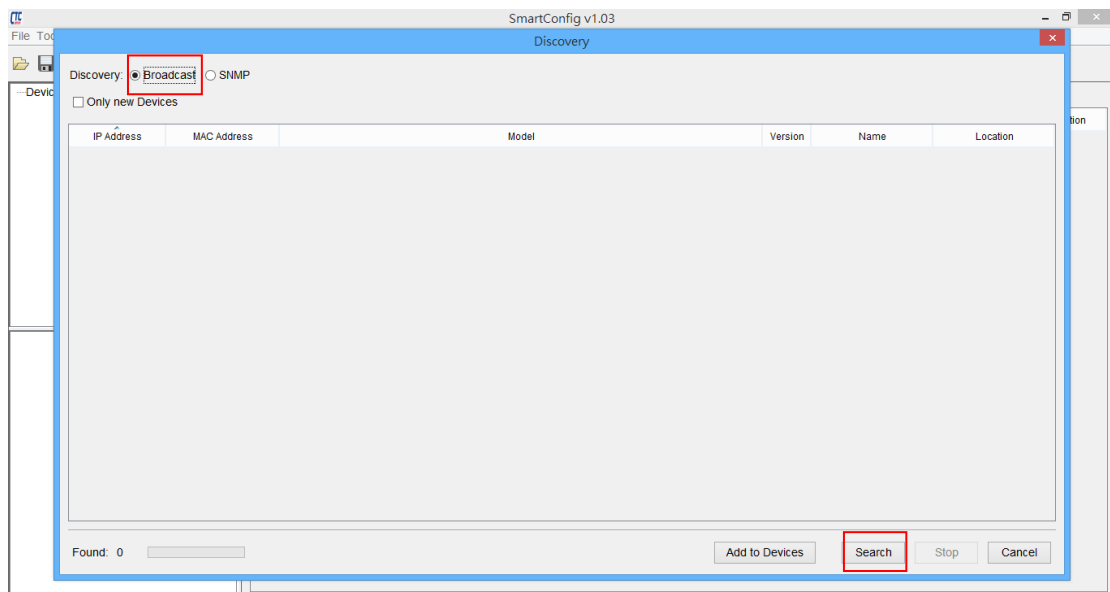 CTC
SmartConfig v1.03
File Too
Discovery
Discovery: Broadcast SNMP
Devic
Only new Devices
IP Address MAC Address Model Version Name Location
tion
Found: 0 Add to Devices Search Stop Cancel